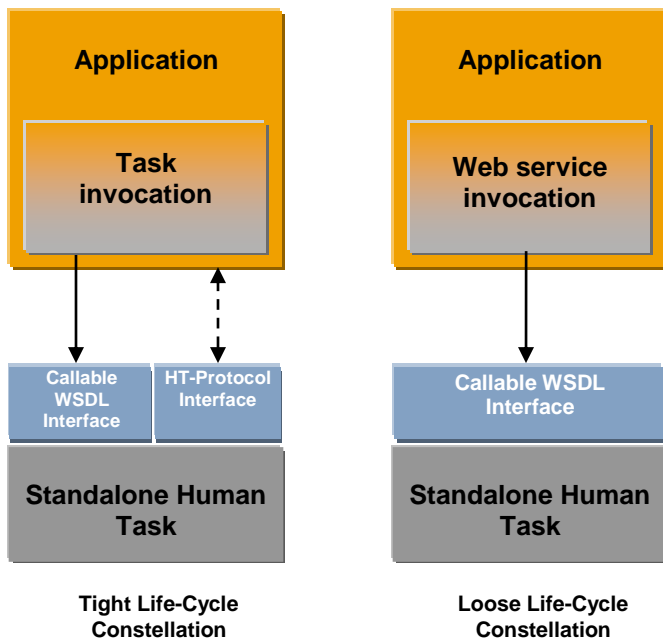 Application
Task
invocation
Callable
WSDL
Interface
HT-Protocol
Interface
Standalone Human
Task
Tight Life-Cycle
Constellation
Application
Web service
invocation
Callable WSDL
Interface
Standalone Human
Task
Loose Life-Cycle
Constellation